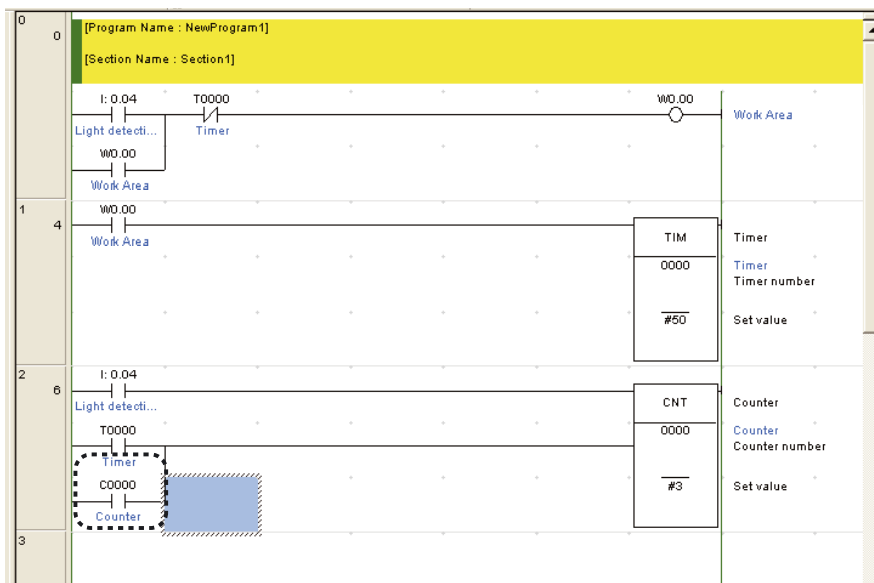 0
0
[Program Name : NewProgram1]
[Section Name : Section1]
I: 0.04 T0000 W0.00
Light detecti... Timer Work Area
W0.00
Work Area
1
W0.00
4
Work Area
TIM Timer
0000 Timer
Timer number
#50 Set value
2
I: 0.04
6
Light detecti...
CNT Counter
T0000
0000 Counter
Timer
Counter number
C0000
#3 Set value
Counter
3